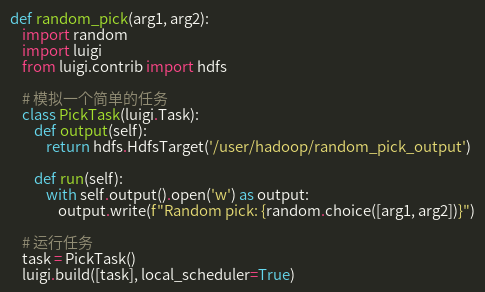 def random_pick(arg1, arg2):
    import random
    import luigi
    from luigi.contrib import hdfs

    # 模拟一个简单的任务
    class PickTask(luigi.Task):
        def output(self):
            return hdfs.HdfsTarget('/user/hadoop/random_pick_output')

        def run(self):
            with self.output().open('w') as output:
                output.write(f"Random pick: {random.choice([arg1, arg2])}")

    # 运行任务
    task = PickTask()
    luigi.build([task], local_scheduler=True)